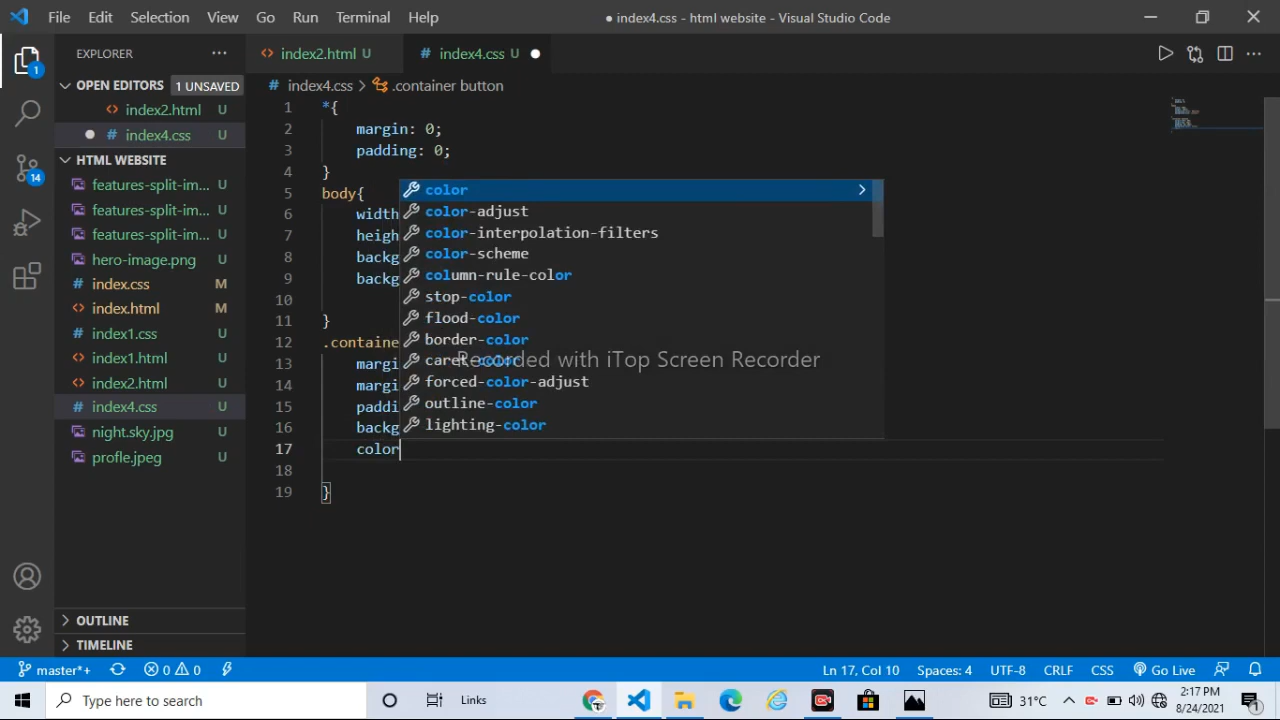 File Edit Selection View Go Run Terminal Help
● index4.css - html website - Visual Studio Code
EXPLORER ···
index2.html U
# index4.css U
OPEN EDITORS 1 UNSAVED
index2.html U
# index4.css U
HTML WEBSITE
features-split-im... U
features-split-im... U
features-split-im... U
hero-image.png U
# index.css M
index.html M
# index1.css U
index1.html U
index2.html U
# index4.css U
night.sky.jpg U
profle.jpeg U
OUTLINE
TIMELINE
1
14
# index4.css > .container button
1 *{
2 margin: 0;
3 padding: 0;
4 }
5 body{
6 width
7 heigh
8 backg
9 backg
10
11 }
12 .containe
13 margi
14 margi
15 paddi
16 backg
17 color
18
19 }
color
color-adjust
color-interpolation-filters
color-scheme
column-rule-color
stop-color
flood-color
border-color
caret-color
forced-color-adjust
outline-color
lighting-color
Recorded with iTop Screen Recorder
master*+ 0 0 Ln 17, Col 10 Spaces: 4 UTF-8 CRLF CSS Go Live
Type here to search Links 31°C 2:17 PM
8/24/2021 1